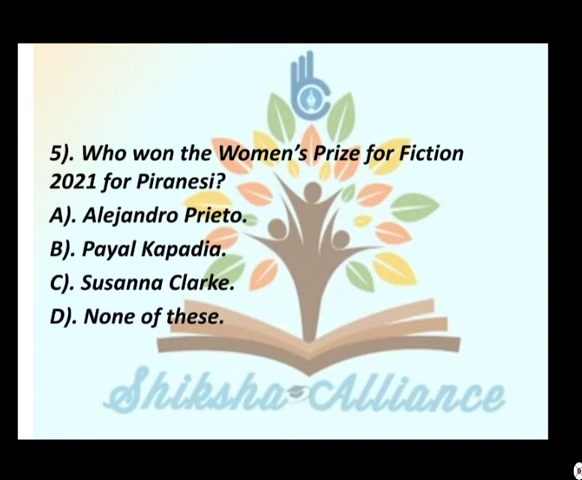 5). Who won the Women's Prize for Fiction
2021 for Piranesi?
A). Alejandro Prieto.
B). Payal Kapadia.
C). Susanna Clarke.
D). None of these.
Shiksha Alliance